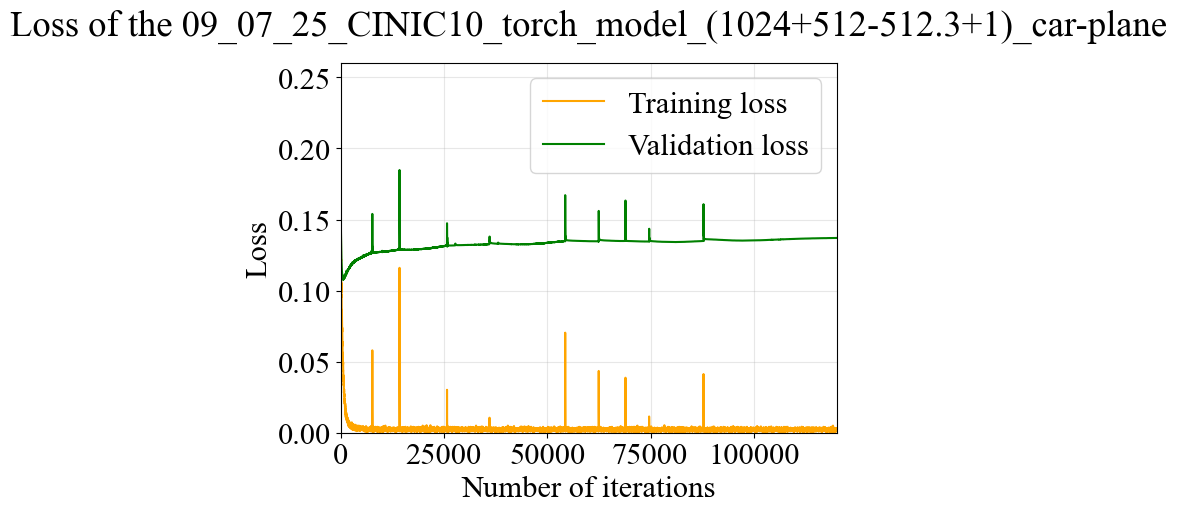 Loss of the 09_07_25_CINIC10_torch_model_(1024+512-512.3+1)_car-plane
0.25
0.20
0.15
0.10
0.05
0.00
Loss
Training loss
Validation loss
0 25000 50000 75000 100000
Number of iterations